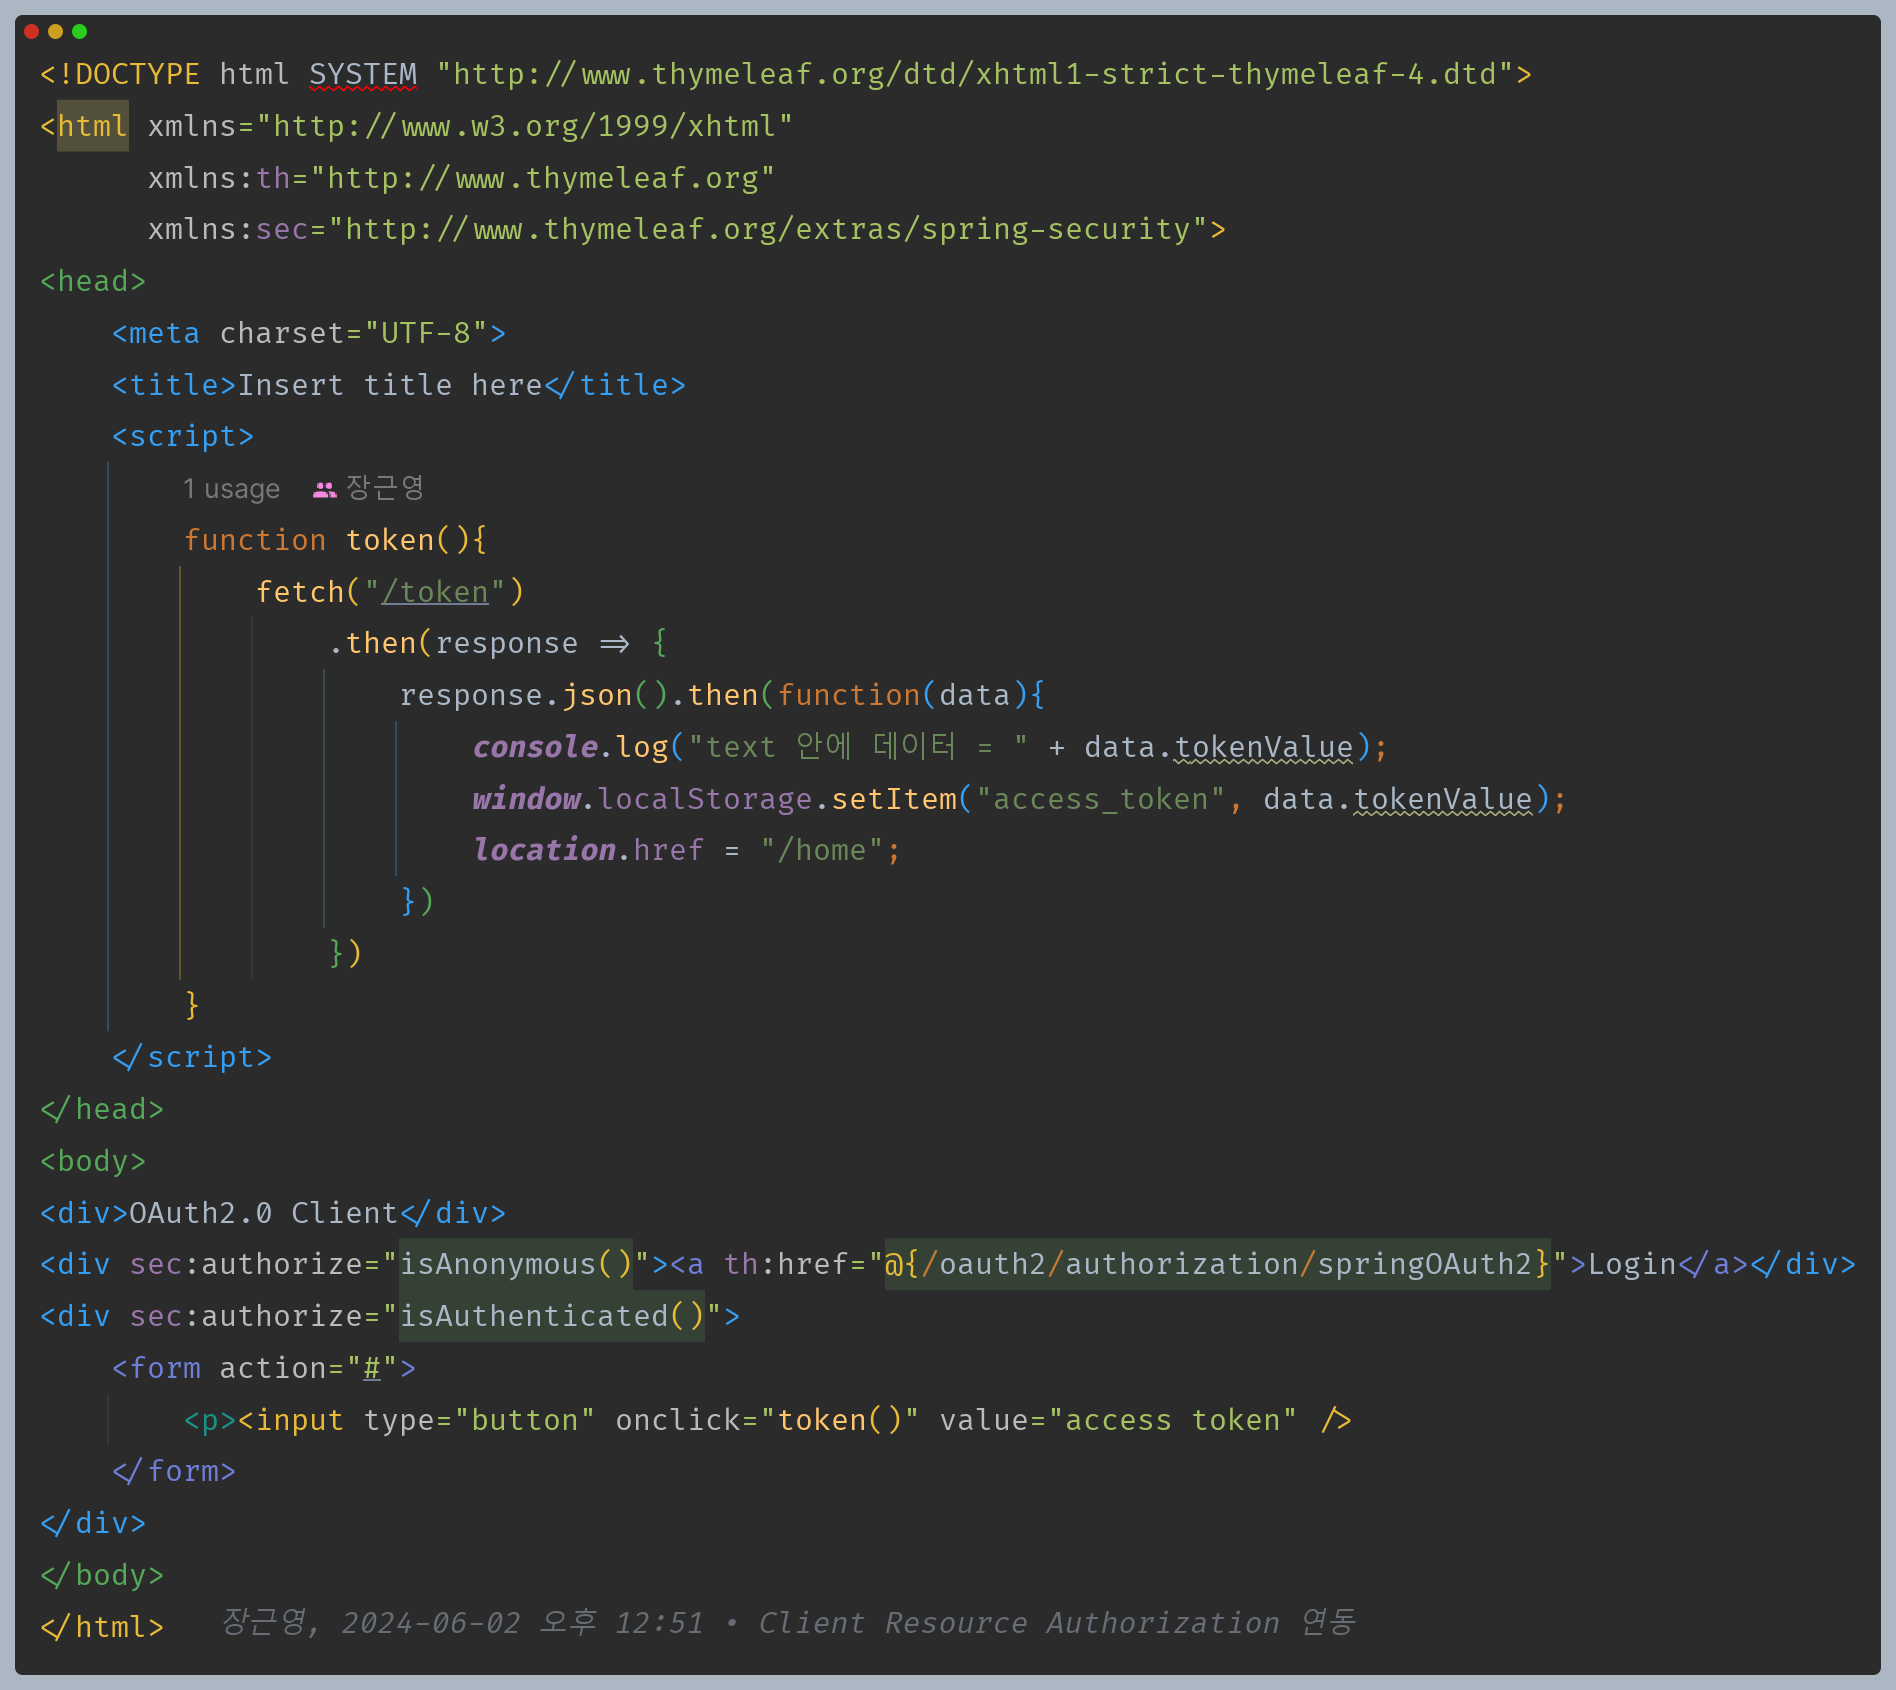 <!DOCTYPE html SYSTEM "http://www.thymeleaf.org/dtd/xhtml1-strict-thymeleaf-4.dtd">
<html xmlns="http://www.w3.org/1999/xhtml"
      xmlns:th="http://www.thymeleaf.org"
      xmlns:sec="http://www.thymeleaf.org/extras/spring-security">
<head>
    <meta charset="UTF-8">
    <title>Insert title here</title>
    <script>
        1 usage 장근영
        function token(){
            fetch("/token")
                .then(response => {
                    response.json().then(function(data){
                        console.log("text 안에 데이터 = " + data.tokenValue);
                        window.localStorage.setItem("access_token", data.tokenValue);
                        location.href = "/home";
                    })
                })
        }
    </script>
</head>
<body>
<div>OAuth2.0 Client</div>
<div sec:authorize="isAnonymous()"><a th:href="@{/oauth2/authorization/springOAuth2}">Login</a></div>
<div sec:authorize="isAuthenticated()">
    <form action="#">
        <p><input type="button" onclick="token()" value="access token" />
    </form>
</div>
</body>
</html>   장근영, 2024-06-02 오후 12:51 • Client Resource Authorization 연동